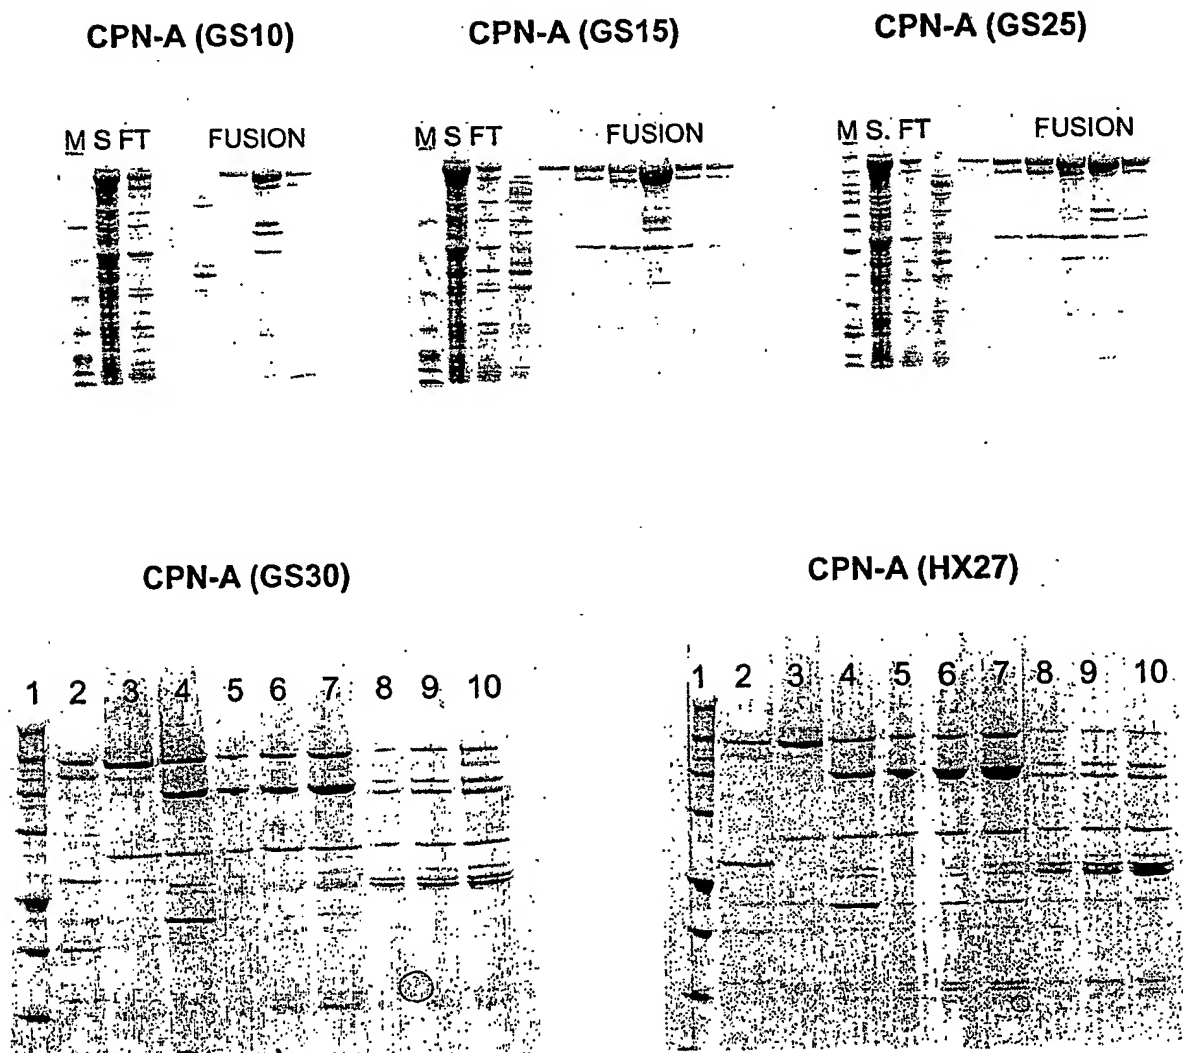 CPN-A (GS10)
CPN-A (GS15)
CPN-A (GS25)
M S FT FUSION
M S FT FUSION
M S. FT FUSION
CPN-A (GS30)
CPN-A (HX27)
1 2 3 4 5 6 7 8 9 10
1 2 3 4 5 6 7 8 9 10